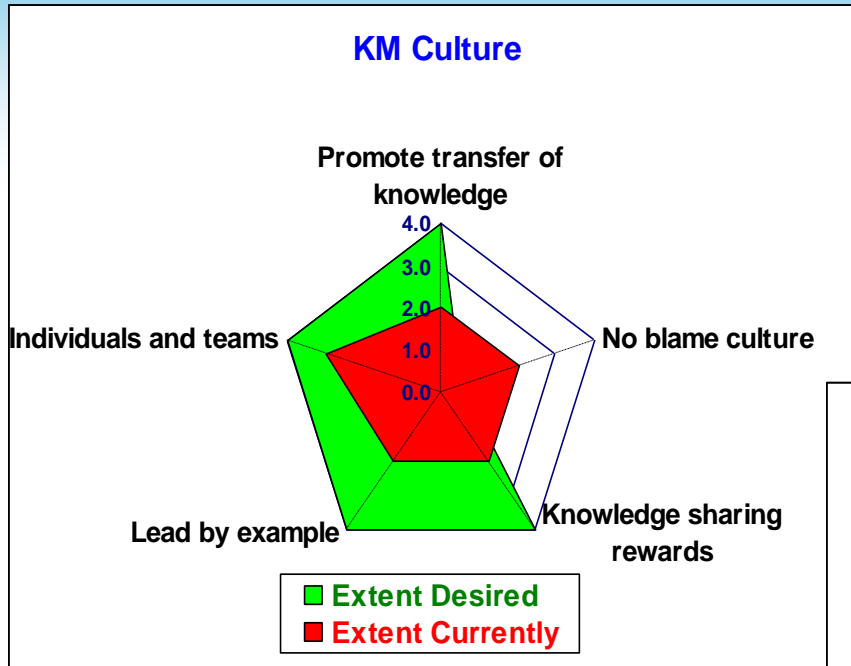 KM Culture
Promote transfer of
knowledge
4.0
3.0
2.0
1.0
0.0
Individuals and teams
No blame culture
Lead by example
Knowledge sharing
rewards
Extent Desired
Extent Currently